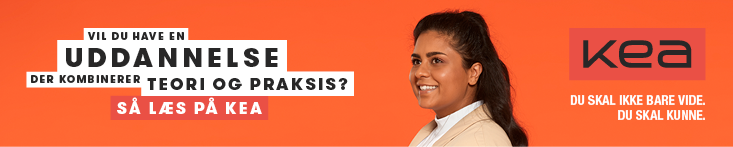 VIL DU HAVE EN
UDDANNELSE
DER KOMBINERER TEORI OG PRAKSIS?
SÅ LÆS PÅ KEA
kea
DU SKAL IKKE BARE VIDE.
DU SKAL KUNNE.